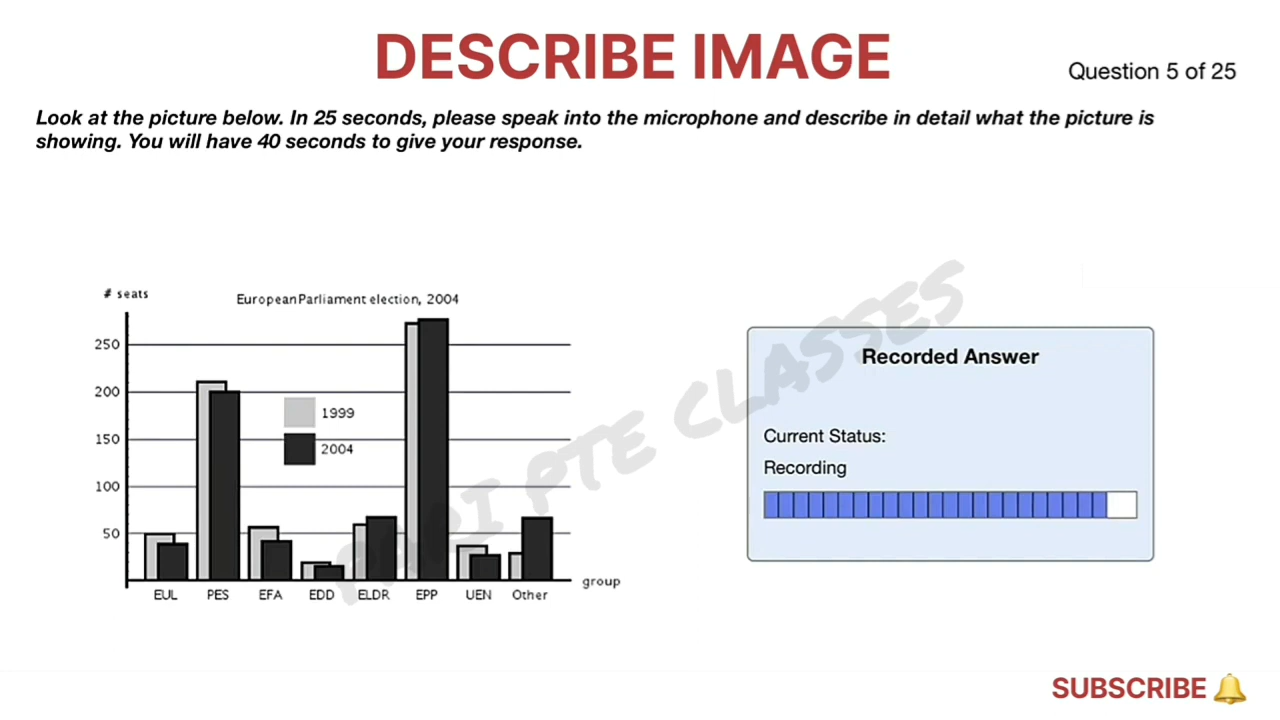 DESCRIBE IMAGE
Question 5 of 25
Look at the picture below. In 25 seconds, please speak into the microphone and describe in detail what the picture is
showing. You will have 40 seconds to give your response.
# seats
European Parliament election, 2004
250
200
150
100
50
1999
2004
EUL PES EFA EDD ELDR EPP UEN Other
group
PARI PTE CLASSES
Recorded Answer
Current Status:
Recording
SUBSCRIBE 🔔